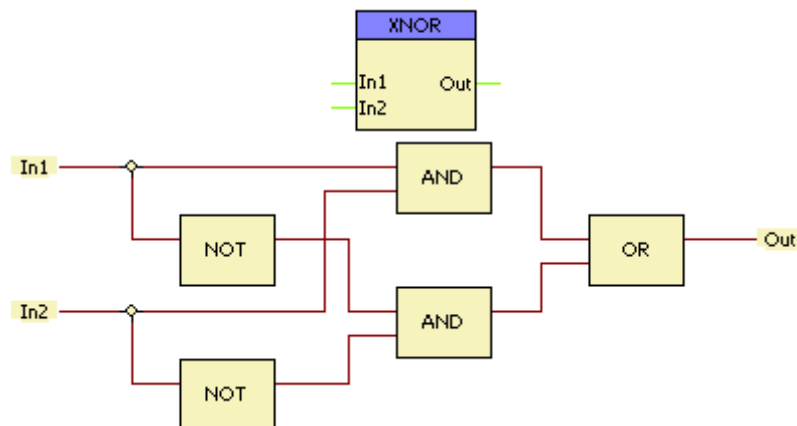 XNOR
In1 Out
In2
In1
AND
NOT
OR
Out
In2
AND
NOT